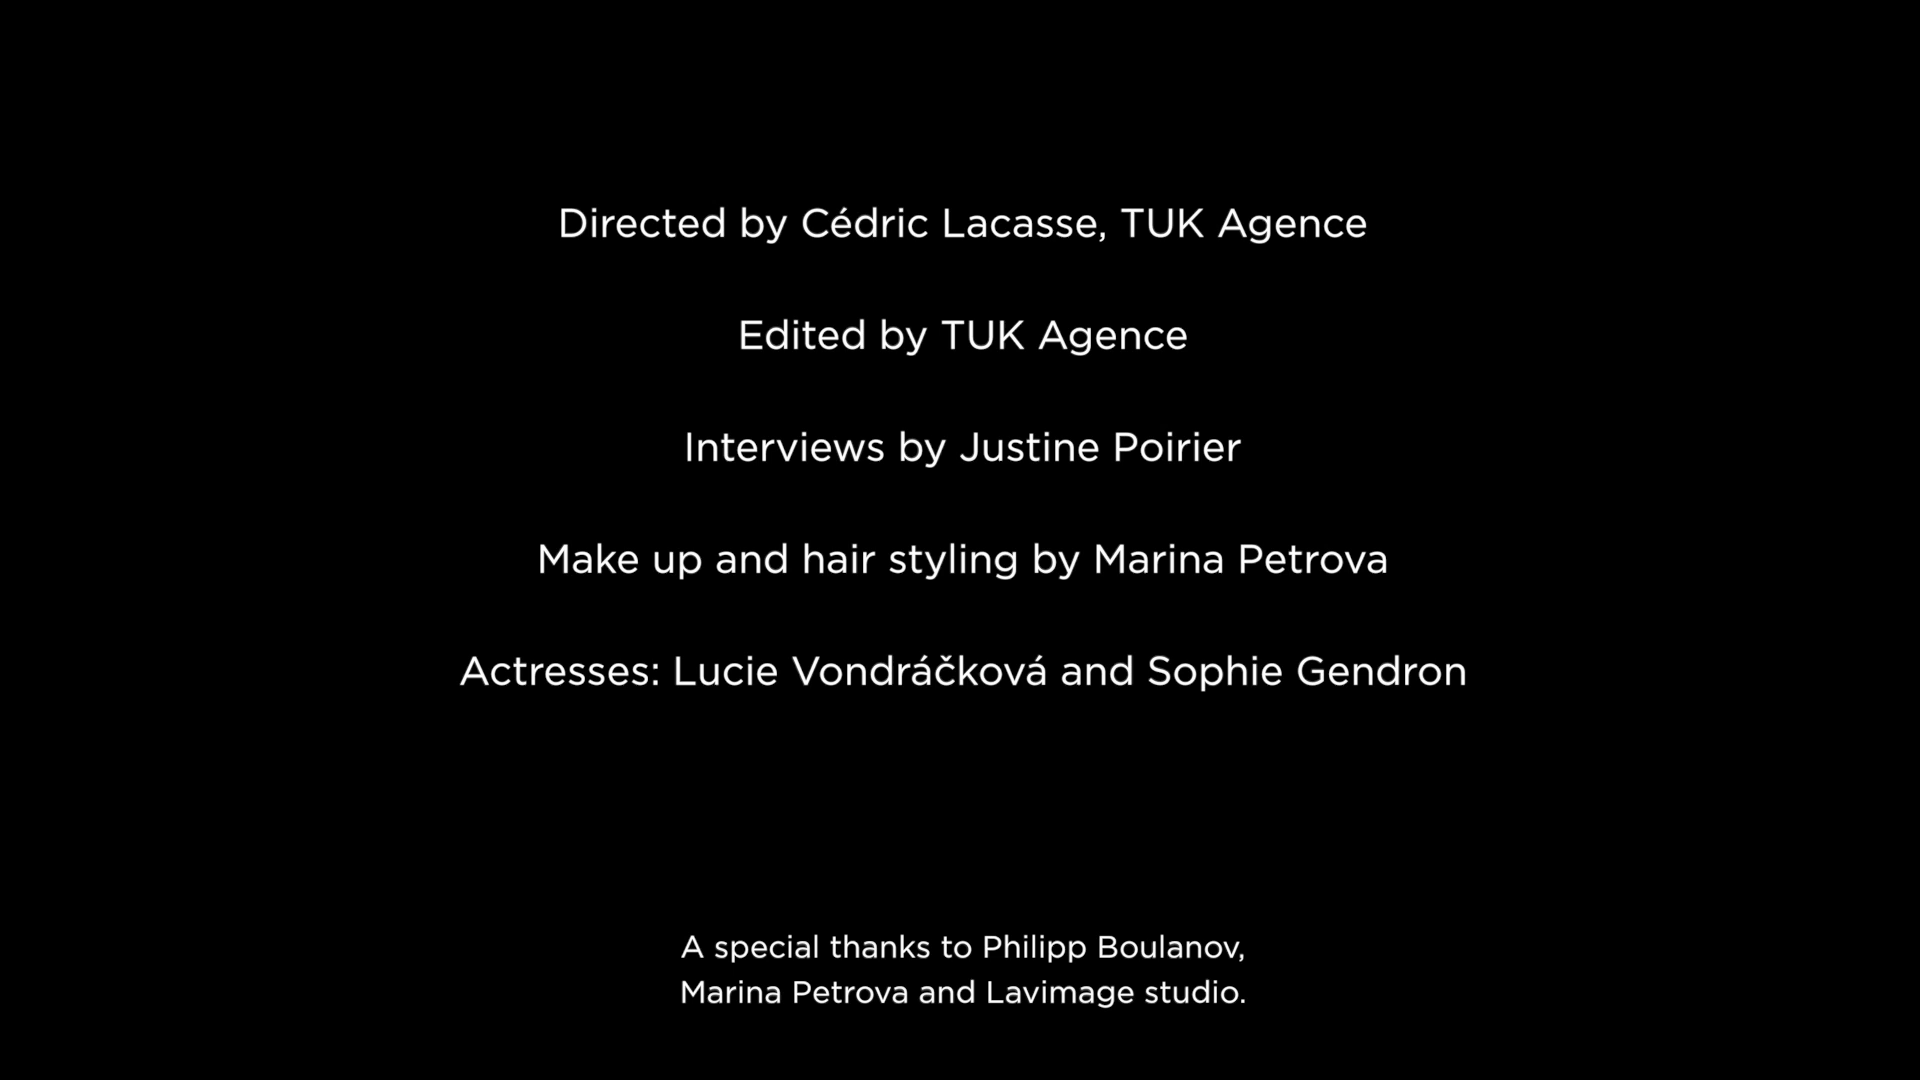 Directed by Cédric Lacasse, TUK Agence
Edited by TUK Agence
Interviews by Justine Poirier
Make up and hair styling by Marina Petrova
Actresses: Lucie Vondráčková and Sophie Gendron
A special thanks to Philipp Boulanov,
Marina Petrova and Lavimage studio.